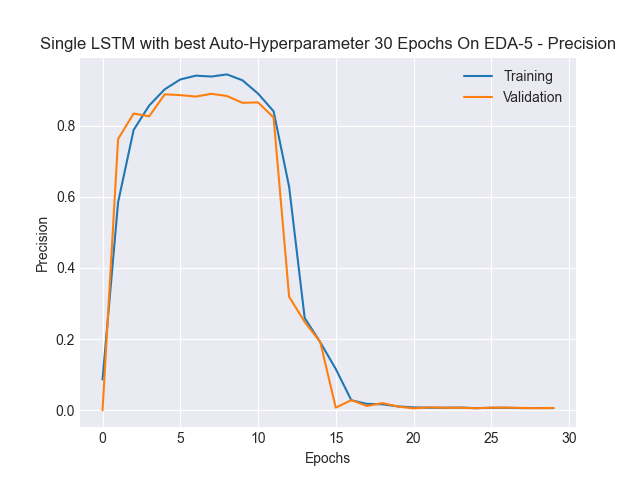 Single LSTM with best Auto-Hyperparameter 30 Epochs On EDA-5 - Precision
Training
Validation
0.8
0.6
0.4
0.2
0.0
Precision
0 5 10 15 20 25 30
Epochs